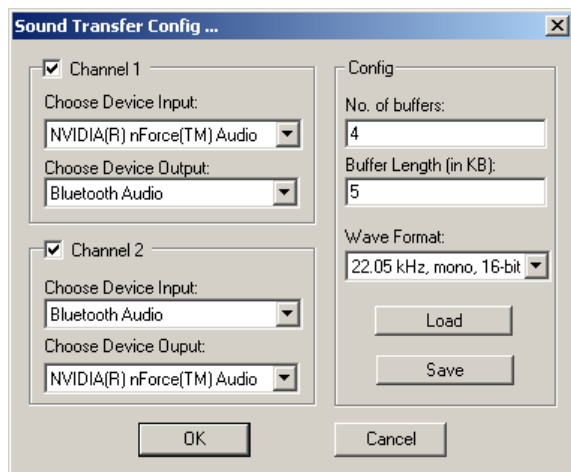 Sound Transfer Config ...
Channel 1
Choose Device Input:
NVIDIA(R) nForce(TM) Audio
Choose Device Output:
Bluetooth Audio
Channel 2
Choose Device Input:
Bluetooth Audio
Choose Device Ouput:
NVIDIA(R) nForce(TM) Audio
Config
No. of buffers:
4
Buffer Length (in KB):
5
Wave Format:
22.05 kHz, mono, 16-bit
Load
Save
OK
Cancel